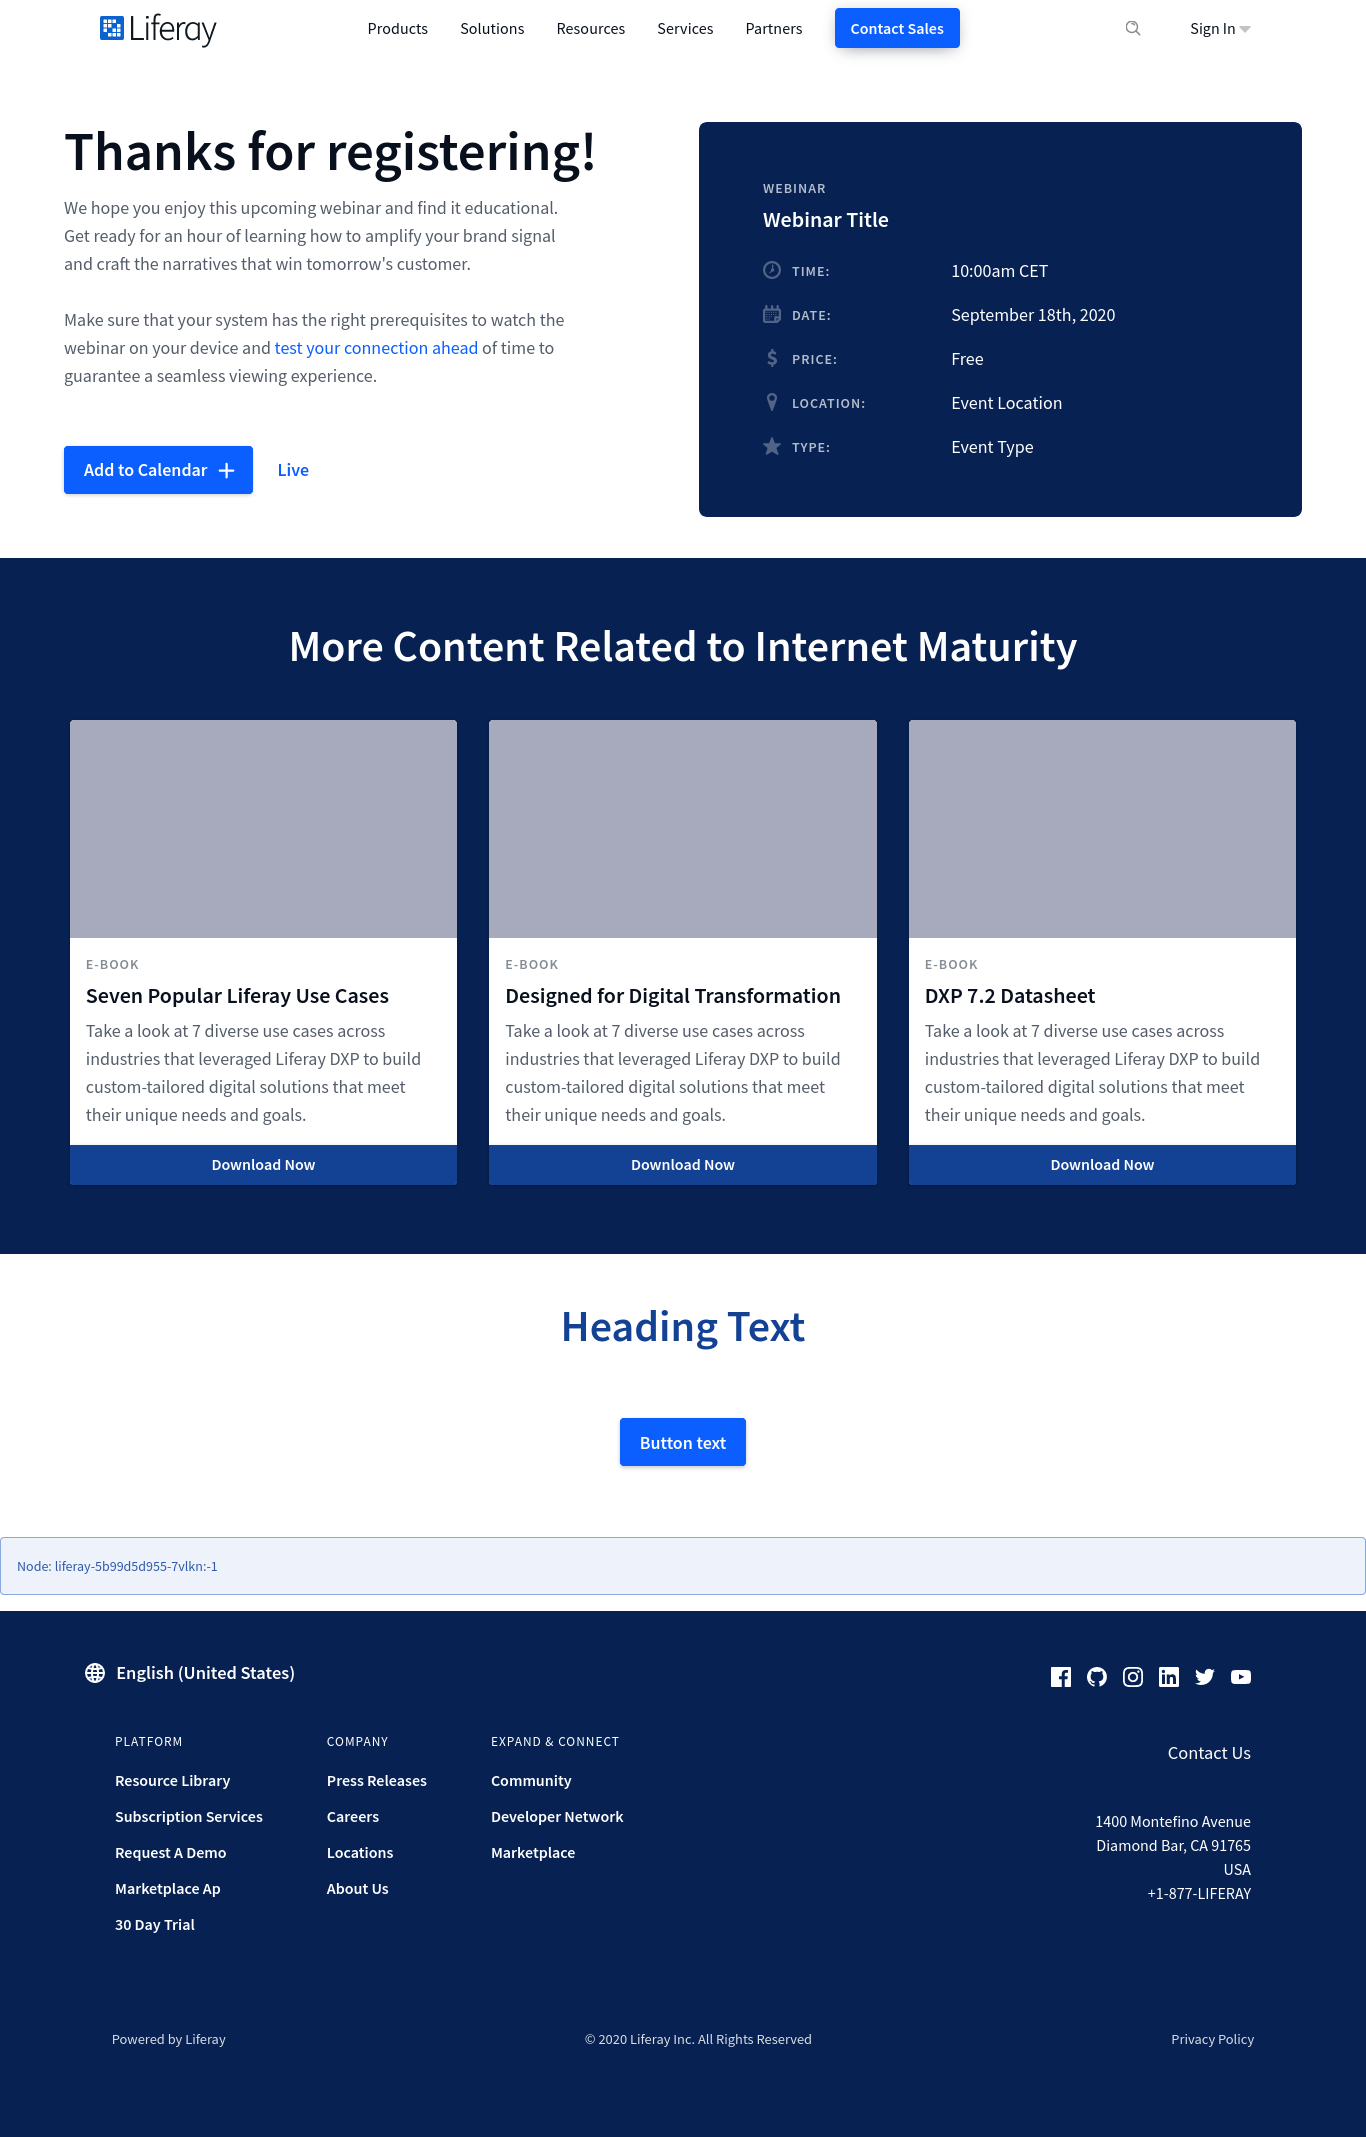 Liferay
Products Solutions Resources Services Partners Contact Sales Sign In
Thanks for registering!
We hope you enjoy this upcoming webinar and find it educational.
Get ready for an hour of learning how to amplify your brand signal
and craft the narratives that win tomorrow's customer.
Make sure that your system has the right prerequisites to watch the
webinar on your device and test your connection ahead of time to
guarantee a seamless viewing experience.
Add to Calendar Live
WEBINAR
Webinar Title
TIME: 10:00am CET
DATE: September 18th, 2020
PRICE: Free
LOCATION: Event Location
TYPE: Event Type
More Content Related to Internet Maturity
E-BOOK
Seven Popular Liferay Use Cases
Take a look at 7 diverse use cases across
industries that leveraged Liferay DXP to build
custom-tailored digital solutions that meet
their unique needs and goals.
Download Now
E-BOOK
Designed for Digital Transformation
Take a look at 7 diverse use cases across
industries that leveraged Liferay DXP to build
custom-tailored digital solutions that meet
their unique needs and goals.
Download Now
E-BOOK
DXP 7.2 Datasheet
Take a look at 7 diverse use cases across
industries that leveraged Liferay DXP to build
custom-tailored digital solutions that meet
their unique needs and goals.
Download Now
Heading Text
Button text
Node: liferay-5b99d5d955-7vlkn:-1
English (United States)
PLATFORM
Resource Library
Subscription Services
Request A Demo
Marketplace Ap
30 Day Trial
COMPANY
Press Releases
Careers
Locations
About Us
EXPAND & CONNECT
Community
Developer Network
Marketplace
Contact Us
1400 Montefino Avenue
Diamond Bar, CA 91765
USA
+1-877-LIFERAY
Powered by Liferay © 2020 Liferay Inc. All Rights Reserved Privacy Policy